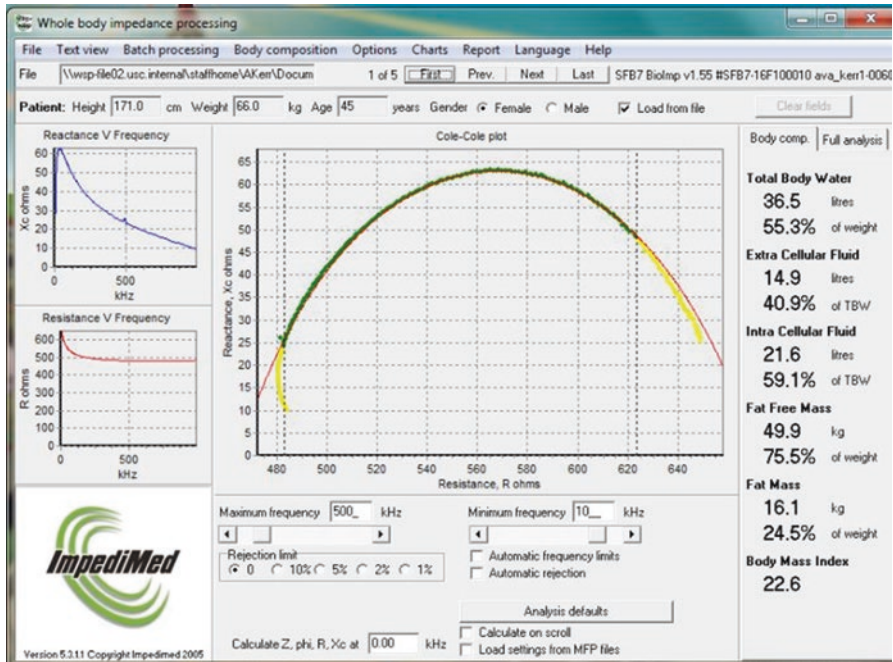 Whole body impedance processing
File Text view Batch processing Body composition Options Charts Report Language Help
File \\wsp-file02.usc.internal\staffhome\AKerr\Docum 1 of 5 First Prev. Next Last SFB7 BioImp v1.55 #SFB7-16F100010 ava_kerr1-0060
Patient: Height 171.0 cm Weight 66.0 kg Age 45 years Gender Female Male Load from file Clear fields
Reactance V Frequency
Xc ohms
60
50
40
30
20
10
0
0 500
kHz
Resistance V Frequency
R ohms
600
500
400
300
200
100
0
0 500
kHz
ImpediMed
Version 5.3.1.1 Copyright Impedimed 2005
Cole-Cole plot
Reactance, Xc ohms
65
60
55
50
45
40
35
30
25
20
15
10
5
0
480 500 520 540 560 580 600 620 640
Resistance, R ohms
Maximum frequency 500_ kHz Minimum frequency 10__ kHz
Rejection limit
0 10% 5% 2% 1%
Automatic frequency limits
Automatic rejection
Analysis defaults
Calculate Z, phi, R, Xc at 0.00 kHz
Calculate on scroll
Load settings from MFP files
Body comp. Full analysis
Total Body Water
36.5 litres
55.3% of weight
Extra Cellular Fluid
14.9 litres
40.9% of TBW
Intra Cellular Fluid
21.6 litres
59.1% of TBW
Fat Free Mass
49.9 kg
75.5% of weight
Fat Mass
16.1 kg
24.5% of weight
Body Mass Index
22.6